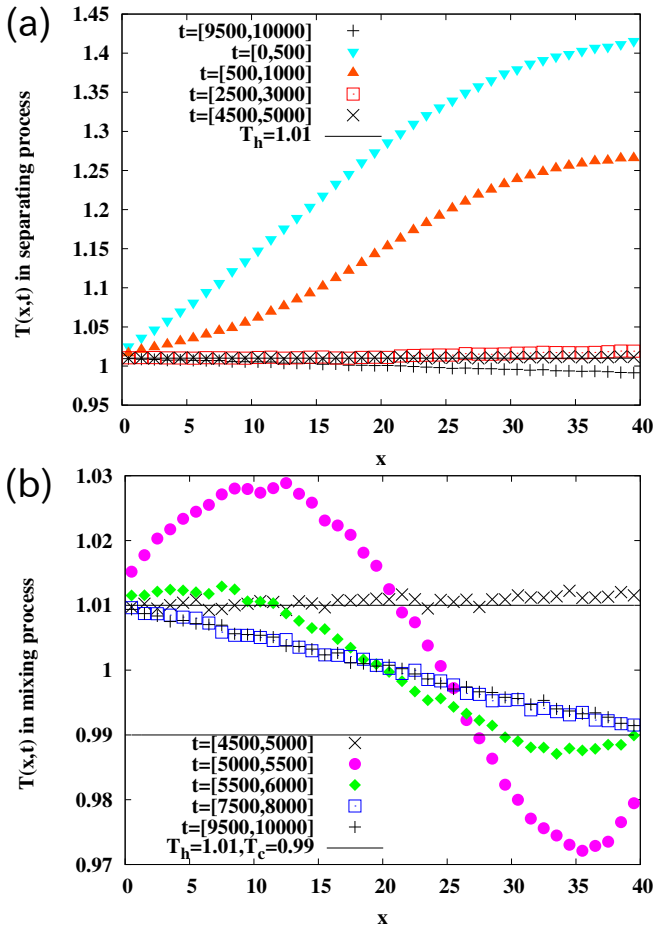 (a)
T(x,t) in separating process
1.45
1.4
1.35
1.3
1.25
1.2
1.15
1.1
1.05
1
0.95
t=[9500,10000]
t=[0,500]
t=[500,1000]
t=[2500,3000]
t=[4500,5000]
T_h=1.01
0 5 10 15 20 25 30 35 40
x
(b)
T(x,t) in mixing process
1.03
1.02
1.01
1
0.99
0.98
0.97
t=[4500,5000]
t=[5000,5500]
t=[5500,6000]
t=[7500,8000]
t=[9500,10000]
T_h=1.01,T_c=0.99
0 5 10 15 20 25 30 35 40
x